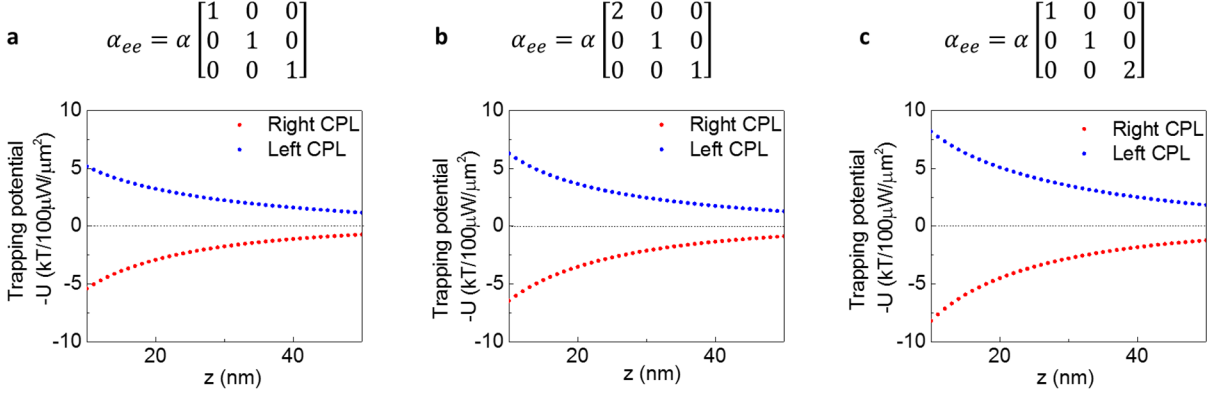 a
α_ee = α [1 0 0
0 1 0
0 0 1]
Right CPL
Left CPL
10
5
0
-5
-10
Trapping potential
-U (kT/100μW/μm²)
20
40
z (nm)
b
α_ee = α [2 0 0
0 1 0
0 0 1]
Right CPL
Left CPL
10
5
0
-5
-10
Trapping potential
-U (kT/100μW/μm²)
20
40
z (nm)
c
α_ee = α [1 0 0
0 1 0
0 0 2]
Right CPL
Left CPL
10
5
0
-5
-10
Trapping potential
-U (kT/100μW/μm²)
20
40
z (nm)